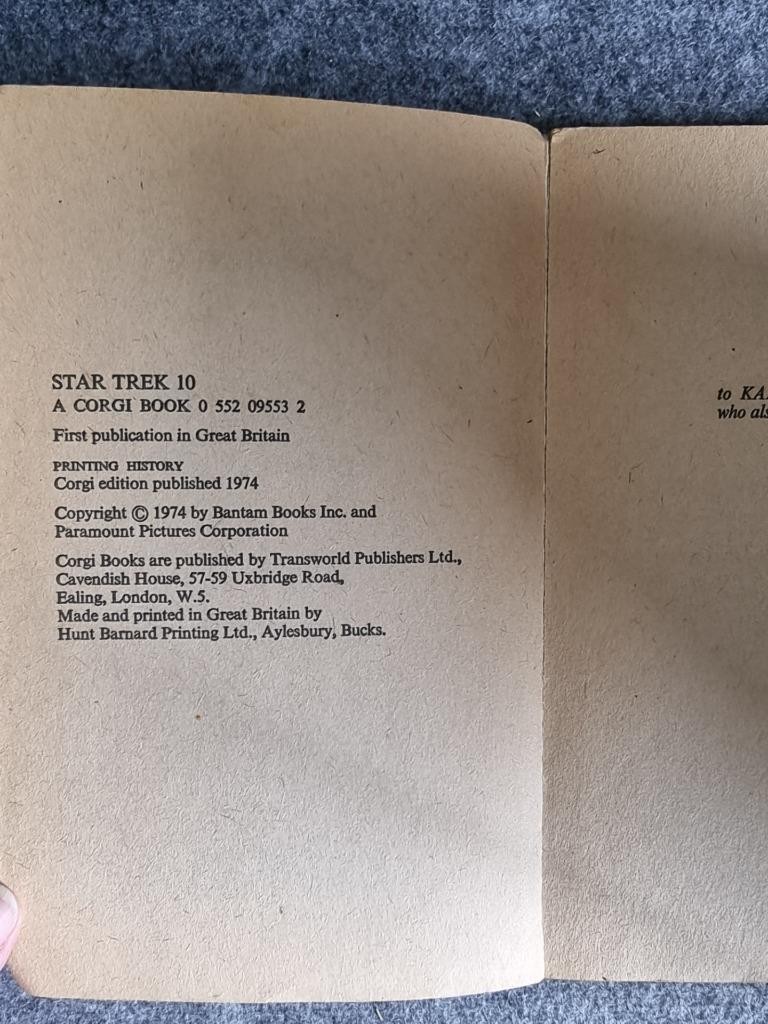 STAR TREK 10
A CORGI BOOK 0 552 09553 2
First publication in Great Britain
PRINTING HISTORY
Corgi edition published 1974
Copyright © 1974 by Bantam Books Inc. and
Paramount Pictures Corporation
Corgi Books are published by Transworld Publishers Ltd.,
Cavendish House, 57-59 Uxbridge Road,
Ealing, London, W.5.
Made and printed in Great Britain by
Hunt Barnard Printing Ltd., Aylesbury, Bucks.
to
who